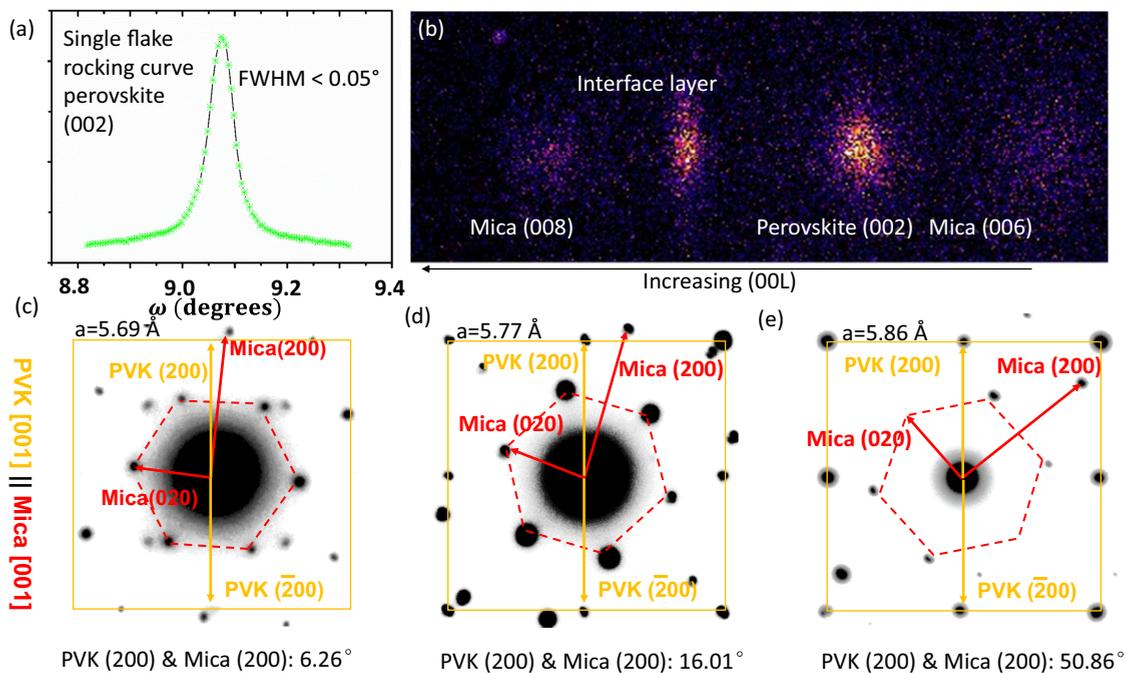 (a)
Single flake
rocking curve
perovskite
(002)
FWHM < 0.05°
8.8 9.0 9.2 9.4
ω (degrees)
(b)
Interface layer
Mica (008)
Perovskite (002)
Mica (006)
Increasing (00L)
PVK [001] || Mica [001]
(c)
a=5.69 Å
PVK (200)
Mica(200)
Mica(020)
PVK (2̅00)
PVK (200) & Mica (200): 6.26°
(d)
a=5.77 Å
PVK (200)
Mica (200)
Mica (020)
PVK (2̅00)
PVK (200) & Mica (200): 16.01°
(e)
a=5.86 Å
PVK (200)
Mica (200)
Mica (020)
PVK (2̅00)
PVK (200) & Mica (200): 50.86°